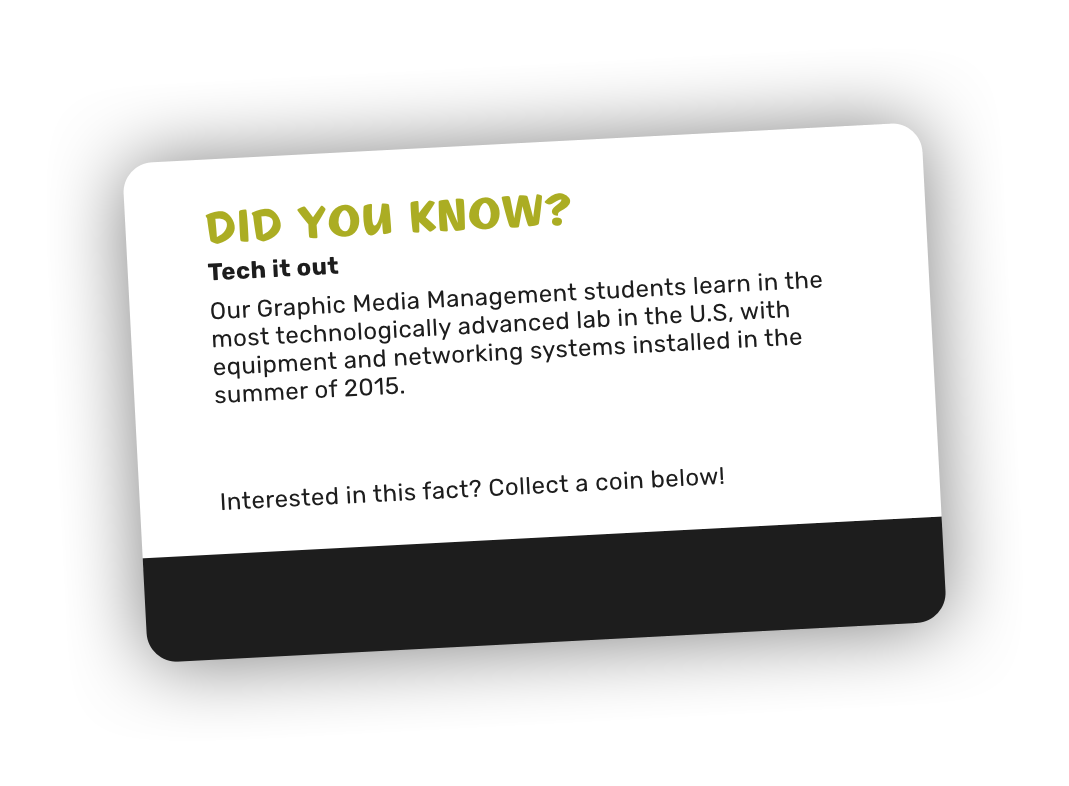 DID YOU KNOW?
Tech it out
Our Graphic Media Management students learn in the
most technologically advanced lab in the U.S, with
equipment and networking systems installed in the
summer of 2015.
Interested in this fact? Collect a coin below!